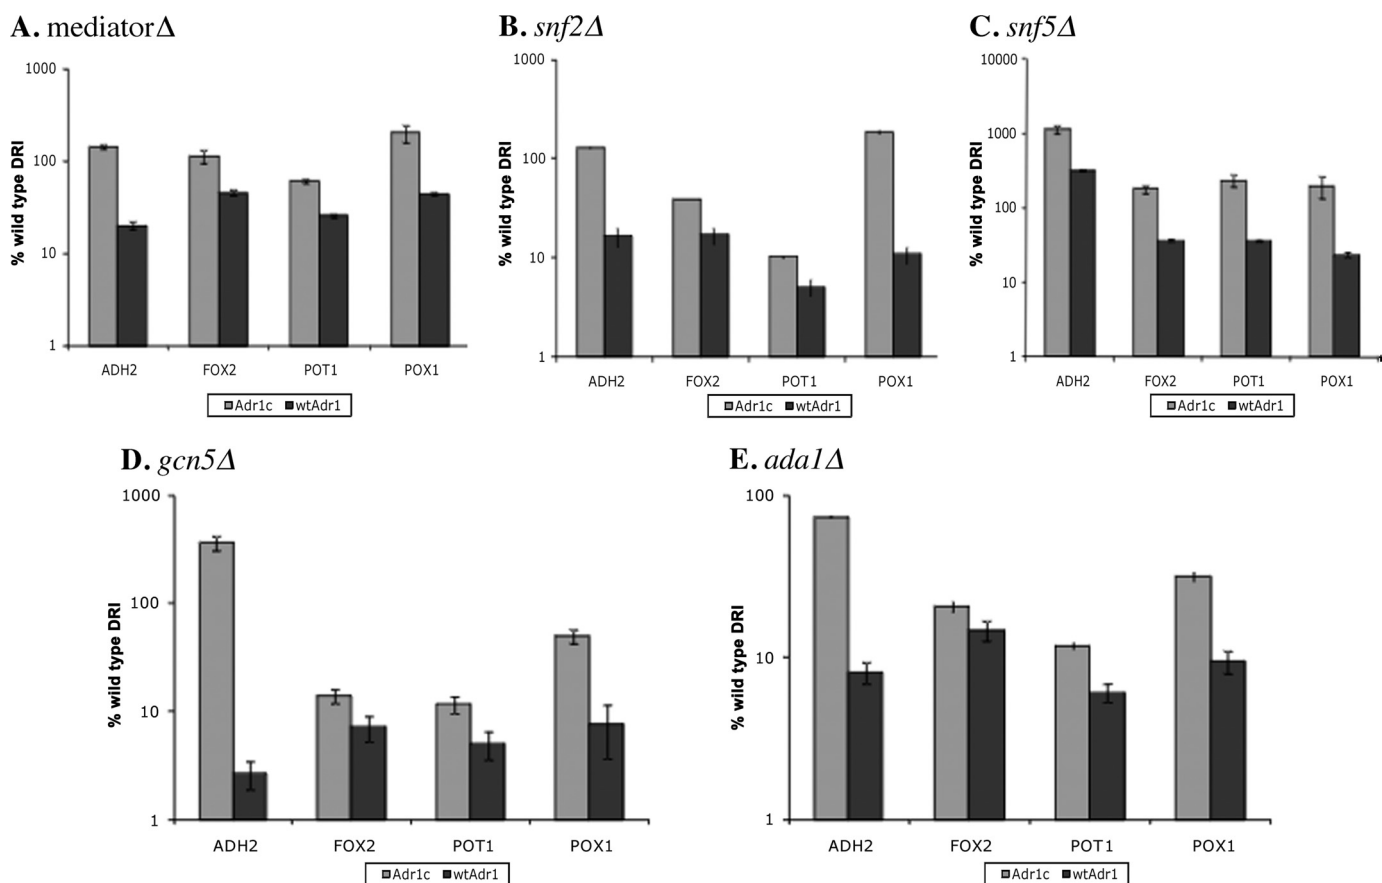 A. mediatorΔ
% wild type DRI
1000
100
10
1
ADH2 FOX2 POT1 POX1
Adr1c wtAdr1
B. snf2Δ
% wild type DRI
1000
100
10
1
ADH2 FOX2 POT1 POX1
Adr1c wtAdr1
C. snf5Δ
% wild type DRI
10000
1000
100
10
1
ADH2 FOX2 POT1 POX1
Adr1c wtAdr1
D. gcn5Δ
% wild type DRI
1000
100
10
1
ADH2 FOX2 POT1 POX1
Adr1c wtAdr1
E. ada1Δ
% wild type DRI
100
10
1
ADH2 FOX2 POT1 POX1
Adr1c wtAdr1